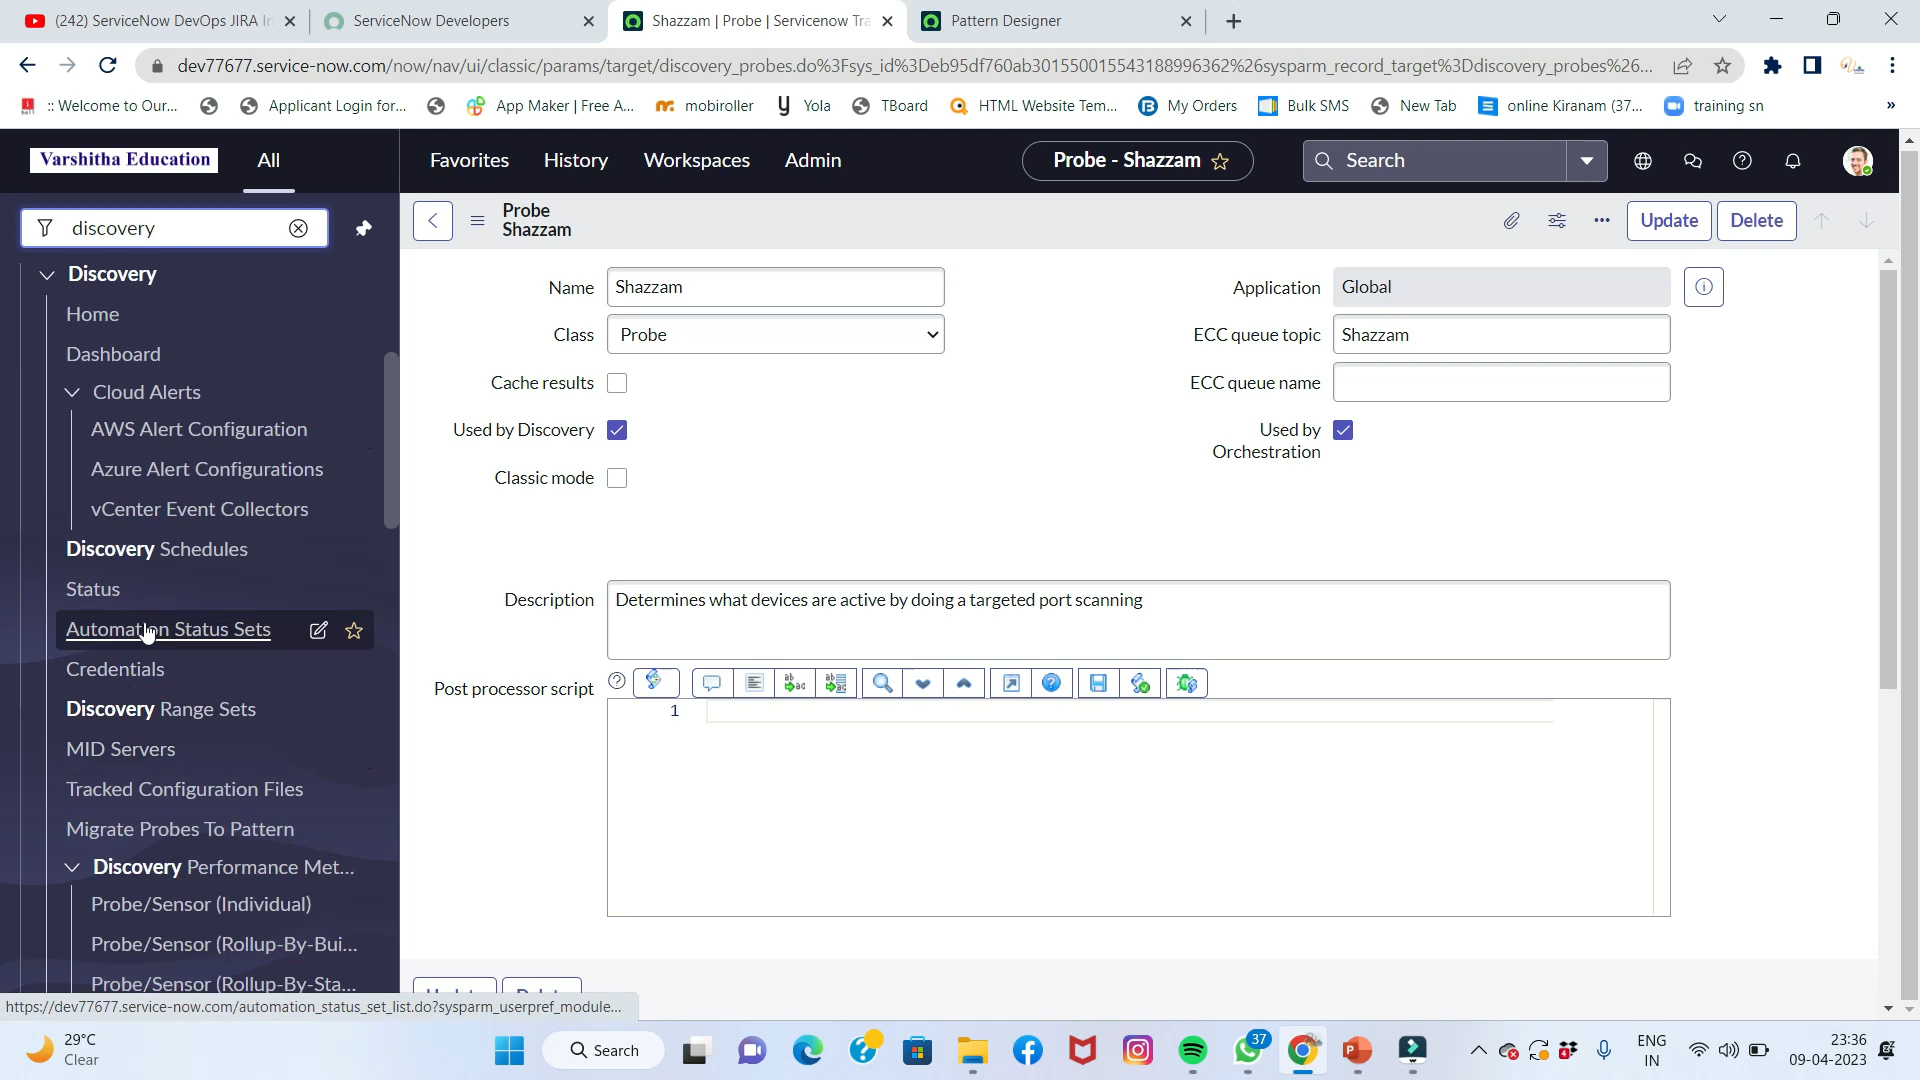 (242) ServiceNow DevOps JIRA In
ServiceNow Developers
Shazzam | Probe | Servicenow Tra
Pattern Designer
dev77677.service-now.com/now/nav/ui/classic/params/target/discovery_probes.do%3Fsys_id%3Deb95df760ab30155001554318899636​2%26sysparm_record_target%3Ddiscovery_probes%26...
:: Welcome to Our...
Applicant Login for...
App Maker | Free A...
mobiroller
Yola
TBoard
HTML Website Tem...
My Orders
Bulk SMS
New Tab
online Kiranam (37...
training sn
»
Varshitha Education
All
Favorites
History
Workspaces
Admin
Probe - Shazzam
Search
discovery
Probe
Shazzam
Update
Delete
Discovery
Home
Dashboard
Cloud Alerts
AWS Alert Configuration
Azure Alert Configurations
vCenter Event Collectors
Discovery Schedules
Status
Automation Status Sets
Credentials
Discovery Range Sets
MID Servers
Tracked Configuration Files
Migrate Probes To Pattern
Discovery Performance Met...
Probe/Sensor (Individual)
Probe/Sensor (Rollup-By-Bui...
Probe/Sensor (Rollup-By-Sta...
Name Shazzam
Application Global
Class Probe
ECC queue topic Shazzam
Cache results
ECC queue name
Used by Discovery
Used by
Orchestration
Classic mode
Description Determines what devices are active by doing a targeted port scanning
Post processor script
1
https://dev77677.service-now.com/automation_status_set_list.do?sysparm_userpref_module...
29°C
Clear
Search
37
4
ENG
IN
23:36
09-04-2023